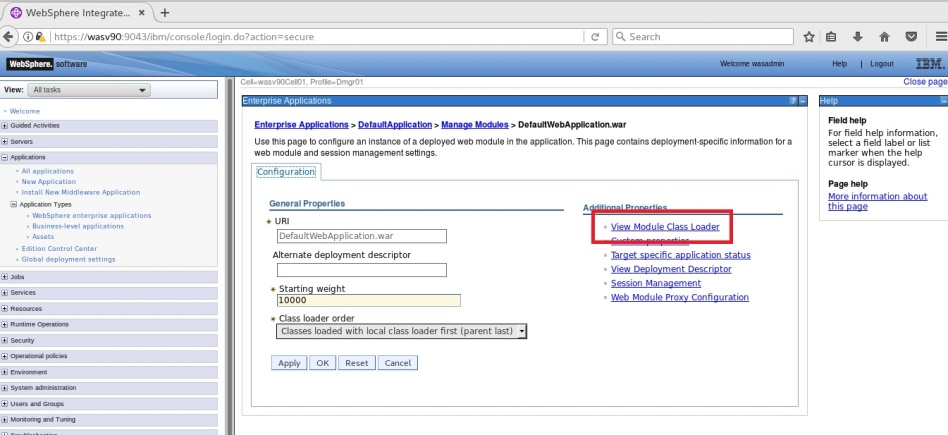 WebSphere Integrate...
https://wasv90:9043/ibm/console/login.do?action=secure
Search
WebSphere. software
Welcome wasadmin
Help
Logout
IBM.
View: All tasks
Welcome
Guided Activities
Servers
Applications
All applications
New Application
Install New Middleware Application
Application Types
WebSphere enterprise applications
Business-level applications
Assets
Edition Control Center
Global deployment settings
Jobs
Services
Resources
Runtime Operations
Security
Operational policies
Environment
System administration
Users and Groups
Monitoring and Tuning
Troubleshooting
Cell=wasv90Cell01, Profile=Dmgr01
Close page
Enterprise Applications
Enterprise Applications > DefaultApplication > Manage Modules > DefaultWebApplication.war
Use this page to configure an instance of a deployed web module in the application. This page contains deployment-specific information for a
web module and session management settings.
Configuration
General Properties
URI
DefaultWebApplication.war
Alternate deployment descriptor
Starting weight
10000
Class loader order
Classes loaded with local class loader first (parent last)
Apply
OK
Reset
Cancel
Additional Properties
View Module Class Loader
Custom properties
Target specific application status
View Deployment Descriptor
Session Management
Web Module Proxy Configuration
Help
Field help
For field help information,
select a field label or list
marker when the help
cursor is displayed.
Page help
More information about
this page